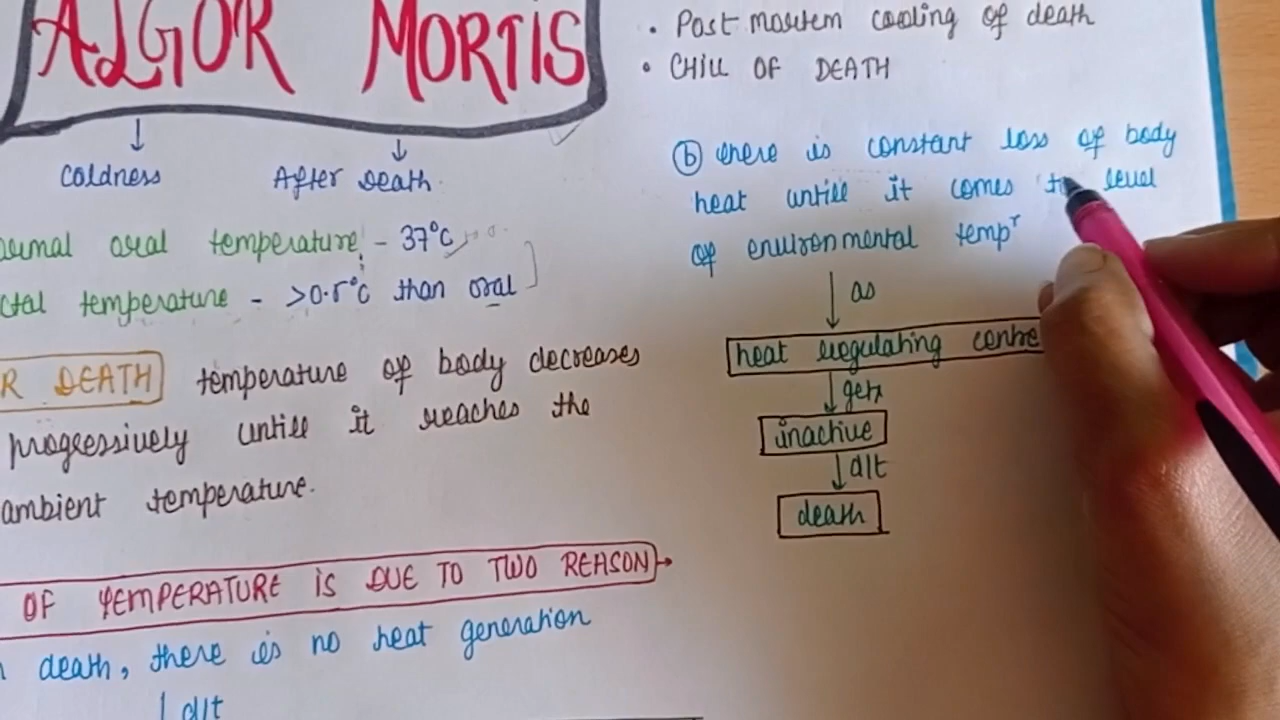 ALGOR MORTIS
Coldness
After Death
ormal oral temperature - 37°C
ctal temperature - >0.5°C than oral
R DEATH temperature of body decreases
progressively untill it reaches the
ambient temperature.
OF TEMPERATURE IS DUE TO TWO REASON
death, there is no heat generation
d/t
• Post mortem cooling of death
• CHILL OF DEATH
(b) there is constant loss of body
heat untill it comes to level
of environmental tempr
as
heat regulating centre
gets
inactive
d/t
death